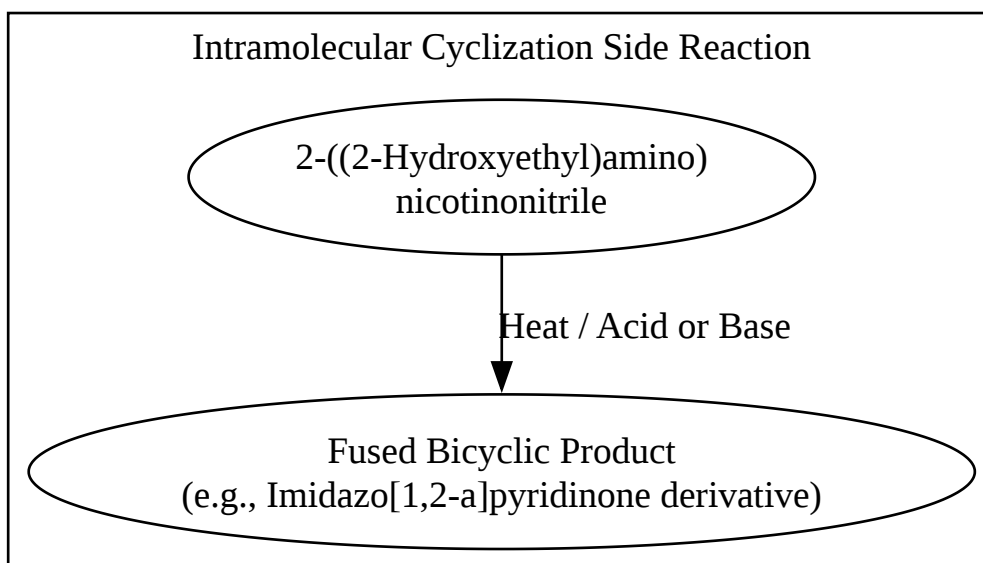 Intramolecular Cyclization Side Reaction
2-((2-Hydroxyethyl)amino)
nicotinonitrile
Heat / Acid or Base
Fused Bicyclic Product
(e.g., Imidazo[1,2-a]pyridinone derivative)